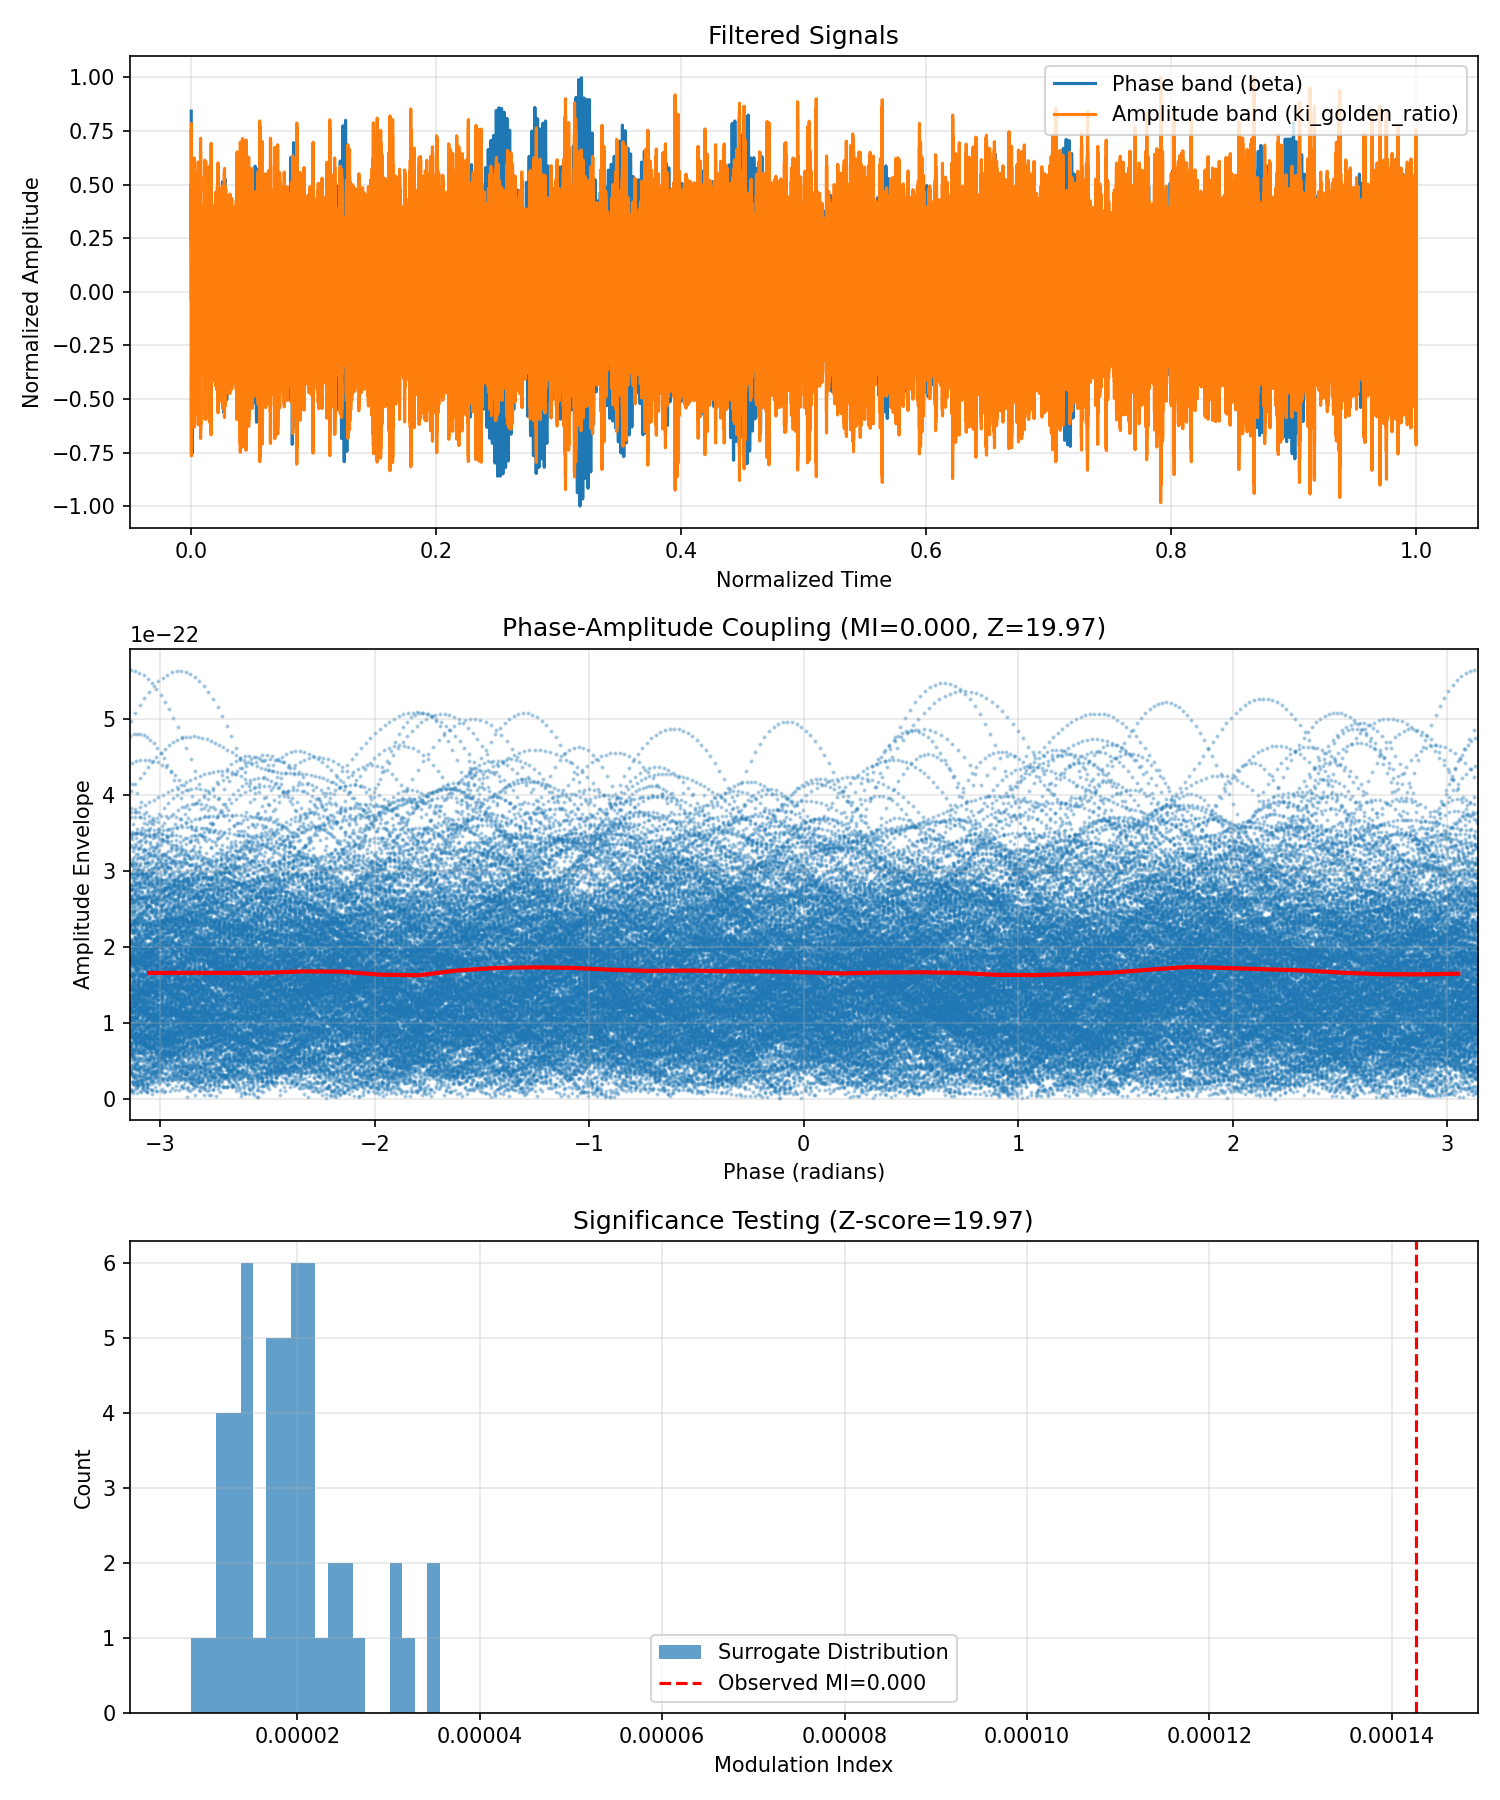 Filtered Signals
1.00
0.75
0.50
0.25
0.00
−0.25
−0.50
−0.75
−1.00
Normalized Amplitude
Phase band (beta)
Amplitude band (ki_golden_ratio)
0.0 0.2 0.4 0.6 0.8 1.0
Normalized Time
1e−22
Phase-Amplitude Coupling (MI=0.000, Z=19.97)
5
4
3
2
1
0
Amplitude Envelope
−3 −2 −1 0 1 2 3
Phase (radians)
Significance Testing (Z-score=19.97)
6
5
4
3
2
1
0
Count
Surrogate Distribution
Observed MI=0.000
0.00002 0.00004 0.00006 0.00008 0.00010 0.00012 0.00014
Modulation Index